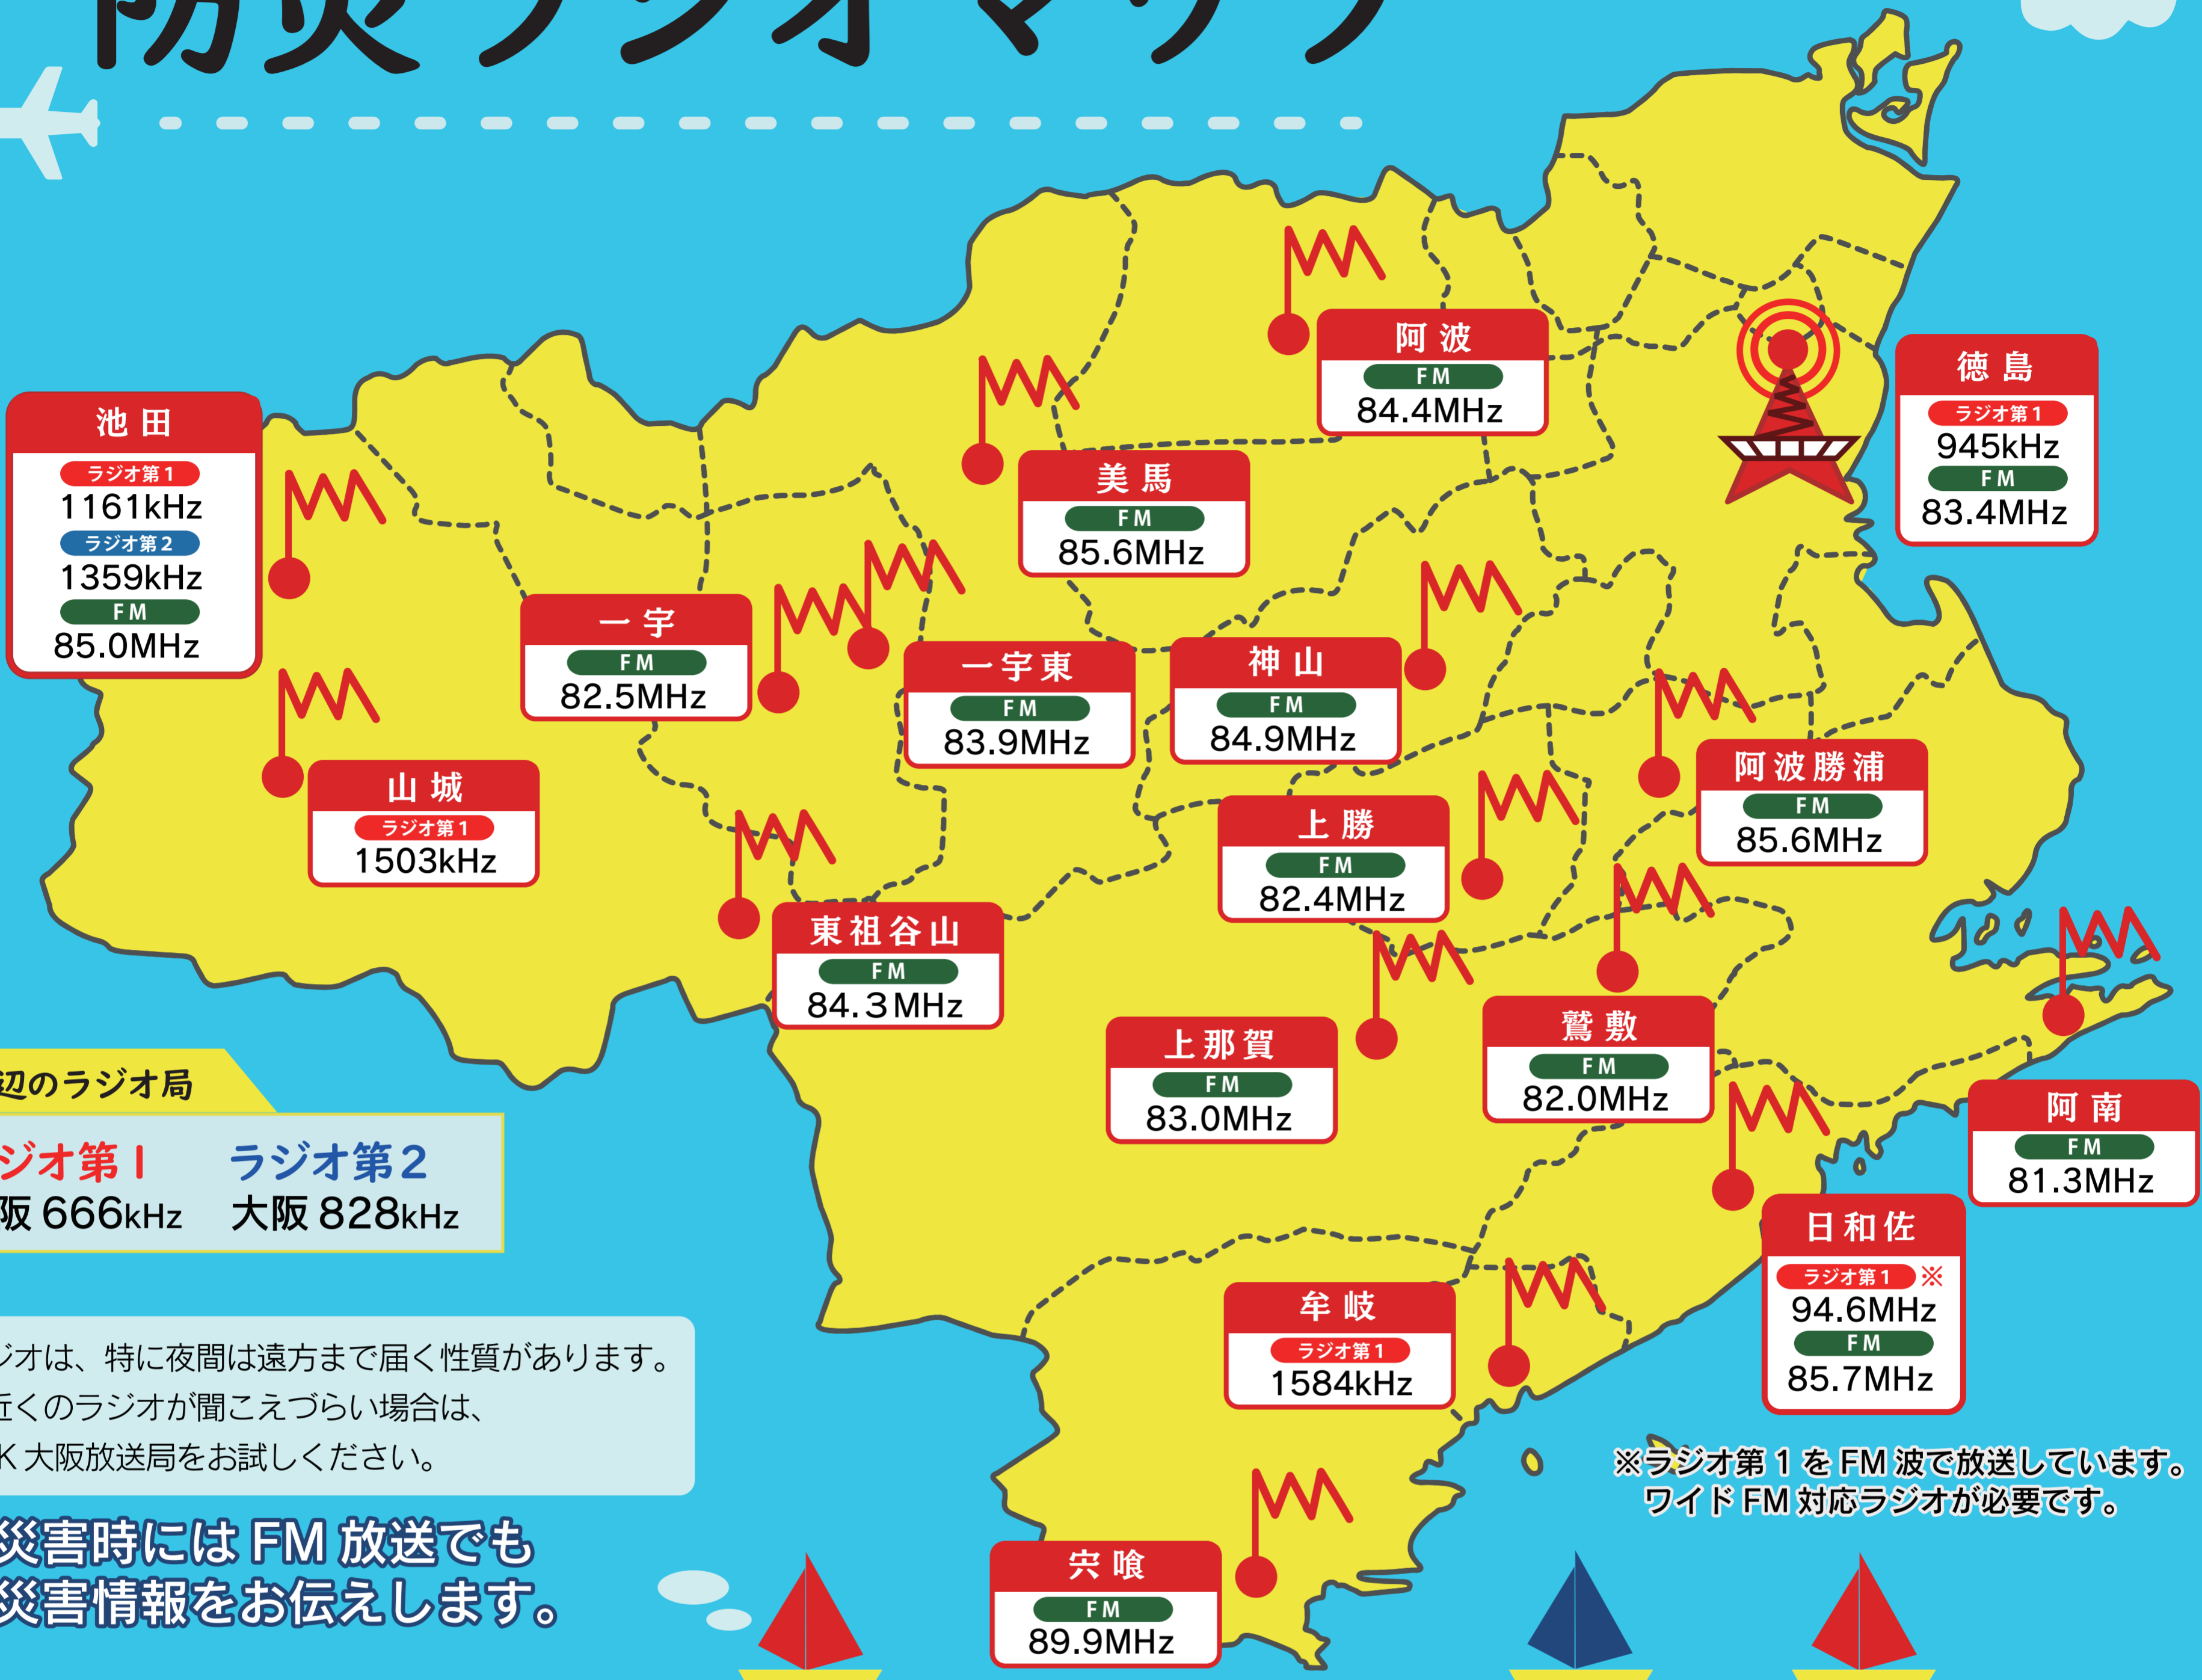 防災ラジオマップ
阿波
FM
84.4MHz
徳島
ラジオ第1
945kHz
FM
83.4MHz
池田
ラジオ第1
1161kHz
ラジオ第2
1359kHz
FM
85.0MHz
美馬
FM
85.6MHz
一宇
FM
82.5MHz
一宇東
FM
83.9MHz
神山
FM
84.9MHz
山城
ラジオ第1
1503kHz
阿波勝浦
FM
85.6MHz
上勝
FM
82.4MHz
東祖谷山
FM
84.3MHz
上那賀
FM
83.0MHz
鷲敷
FM
82.0MHz
阿南
FM
81.3MHz
日和佐
ラジオ第1※
94.6MHz
FM
85.7MHz
牟岐
ラジオ第1
1584kHz
宍喰
FM
89.9MHz
※ラジオ第1をFM波で放送しています。
ワイドFM対応ラジオが必要です。
辺のラジオ局
ジオ第1 ラジオ第2
阪666kHz 大阪828kHz
ジオは、特に夜間は遠方まで届く性質があります。
近くのラジオが聞こえづらい場合は、
K大阪放送局をお試しください。
災害時にはFM放送でも
災害情報をお伝えします。